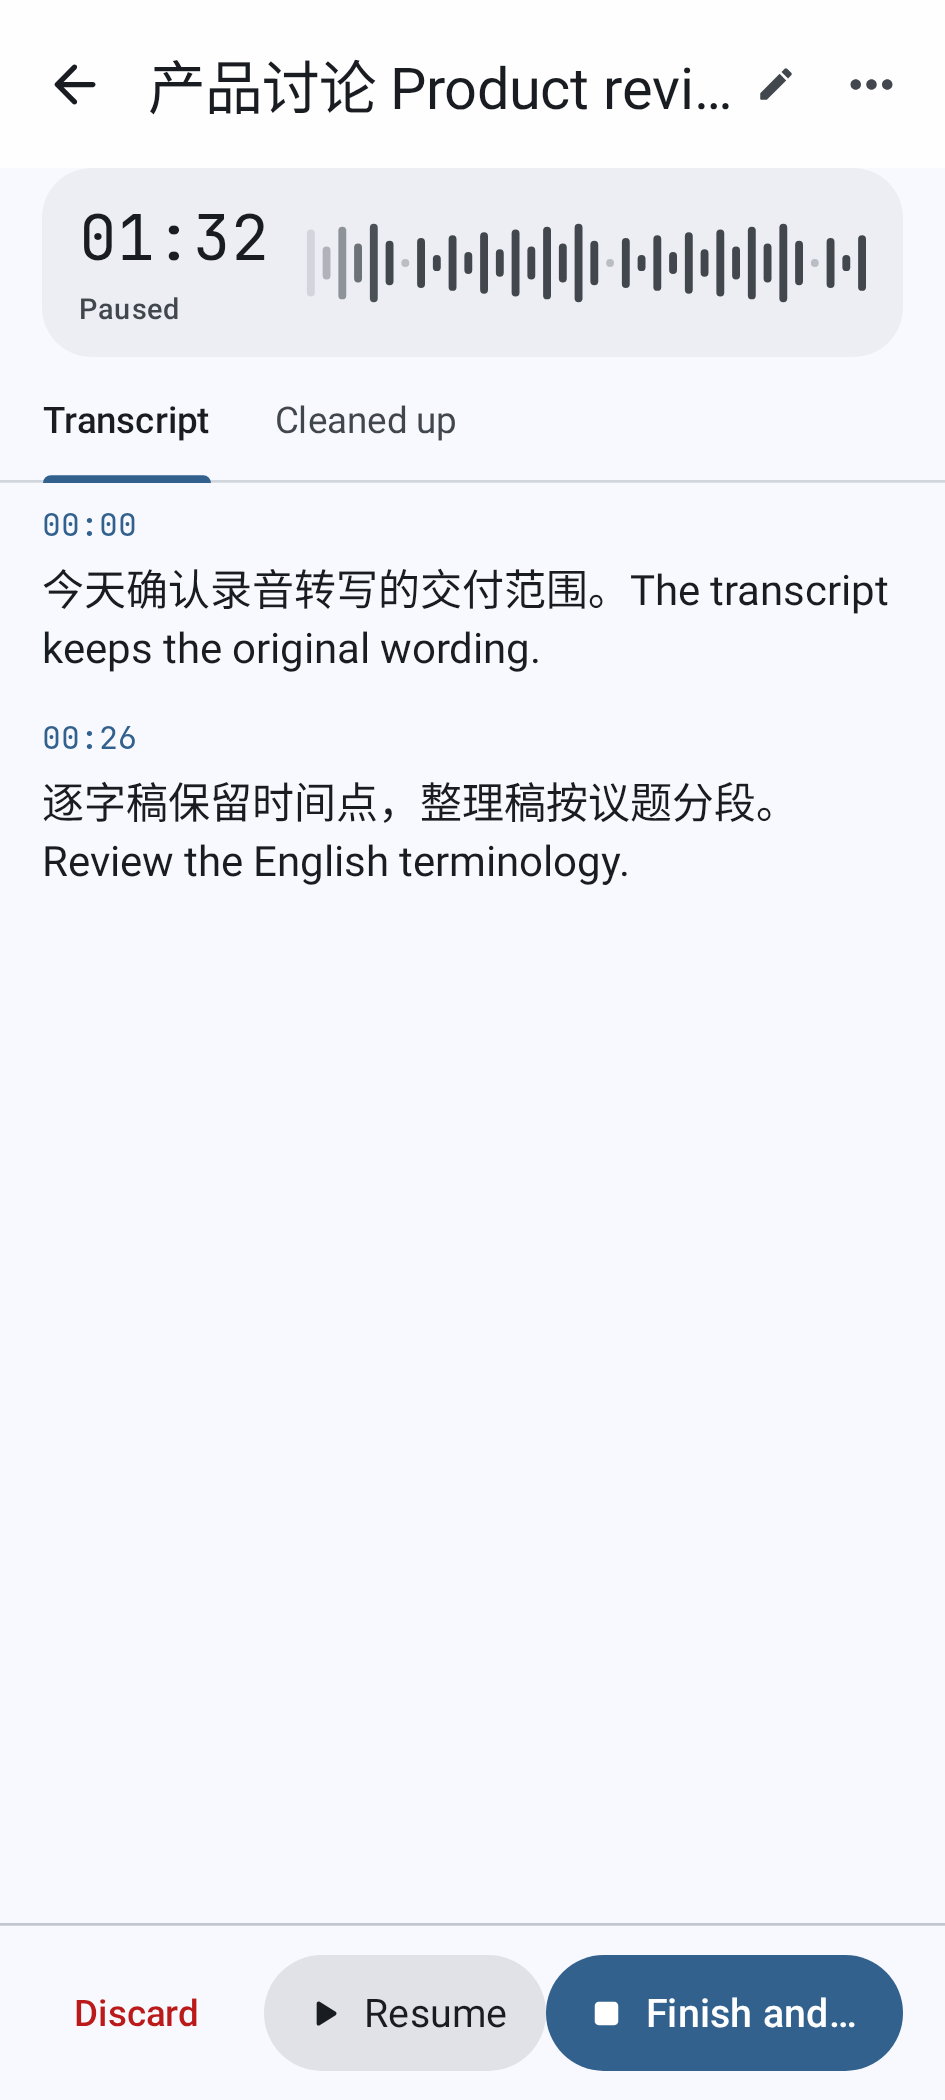 产品讨论 Product revi...
01:32
Paused
Transcript
Cleaned up
00:00
今天确认录音转写的交付范围。The transcript
keeps the original wording.
00:26
逐字稿保留时间点，整理稿按议题分段。
Review the English terminology.
Discard
Resume
Finish and...